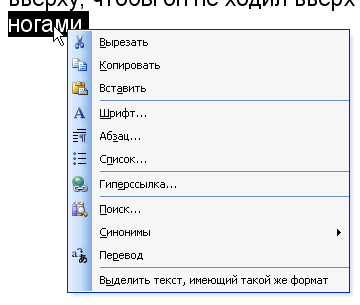 вверху, чтобы он не ходил вверх
ногами.
Вырезать
Копировать
Вставить
Шрифт...
Абзац...
Список...
Гиперссылка...
Поиск...
Синонимы
Перевод
Выделить текст, имеющий такой же формат